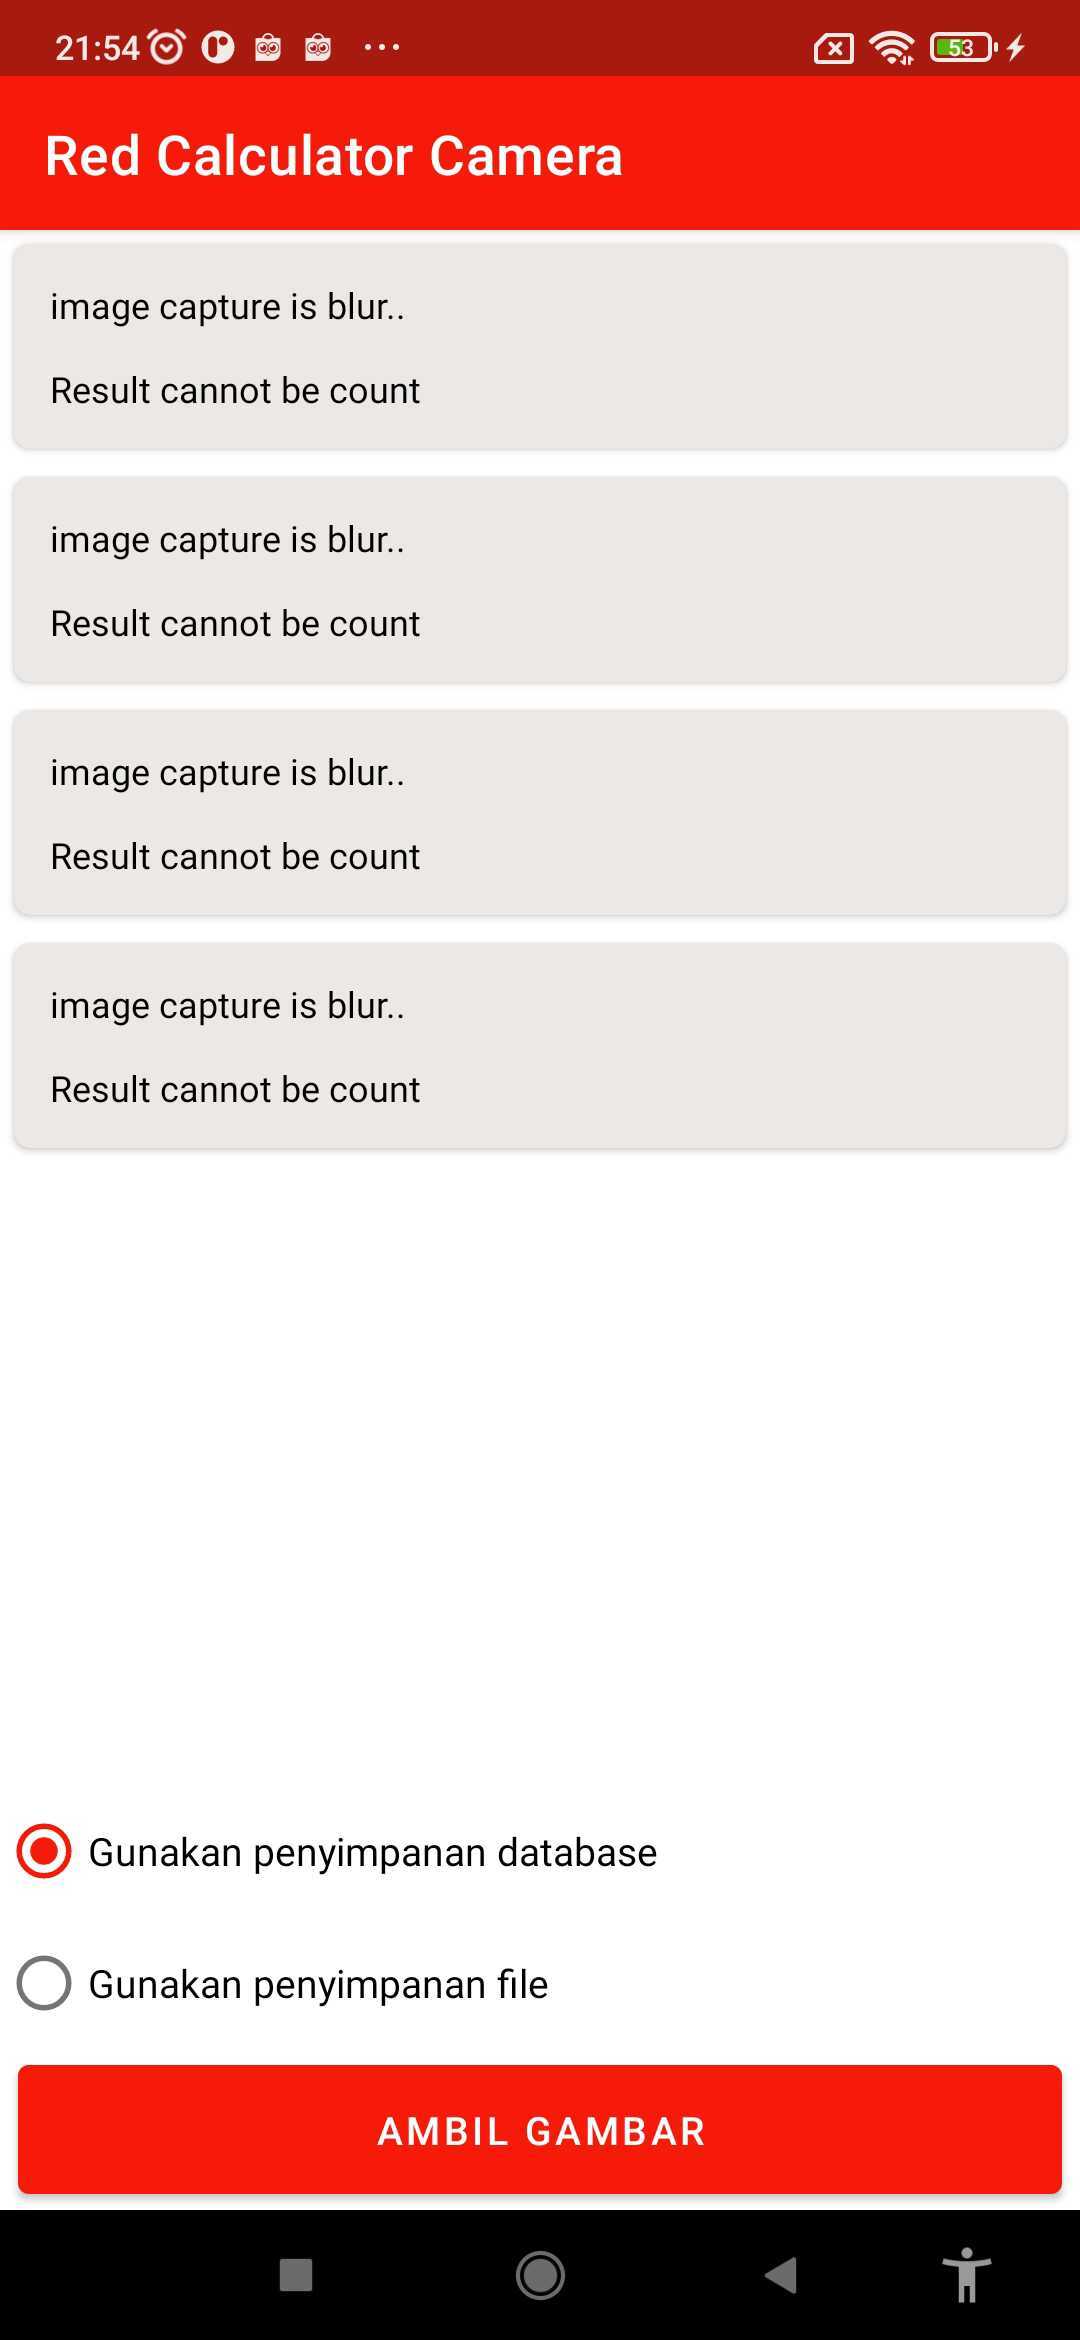 21:54
53
Red Calculator Camera
image capture is blur..
Result cannot be count
image capture is blur..
Result cannot be count
image capture is blur..
Result cannot be count
image capture is blur..
Result cannot be count
Gunakan penyimpanan database
Gunakan penyimpanan file
AMBIL GAMBAR